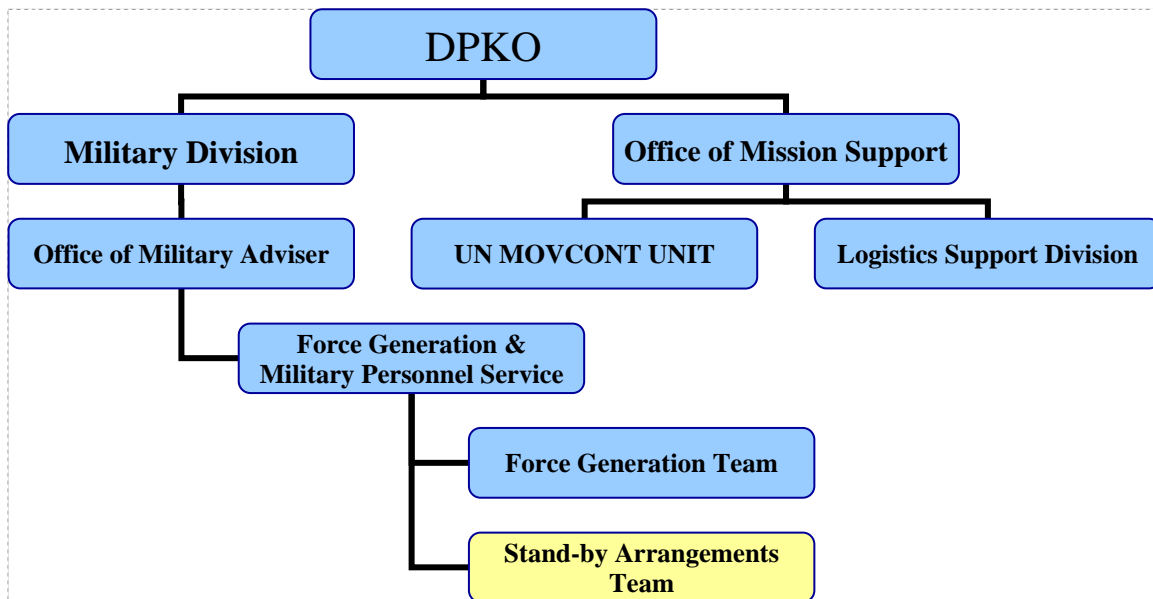 DPKO
Military Division
Office of Mission Support
Office of Military Adviser
UN MOVCONT UNIT
Logistics Support Division
Force Generation &
Military Personnel Service
Force Generation Team
Stand-by Arrangements
Team